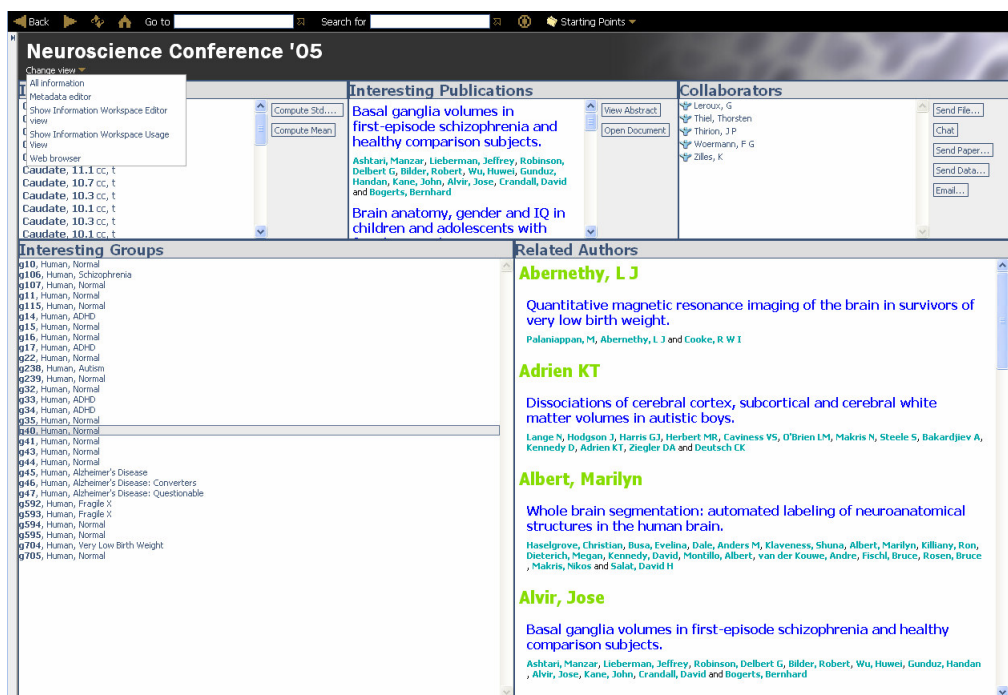 Back
Go to
Search for
Starting Points
Neuroscience Conference '05
Change view
All information
Metadata editor
Show Information Workspace Editor
view
Show Information Workspace Usage
View
Web browser
Caudate, 11.1 cc, t
Caudate, 10.7 cc, t
Caudate, 10.3 cc, t
Caudate, 10.1 cc, t
Caudate, 10.3 cc, t
Caudate, 10.1 cc, t
Compute Std....
Compute Mean
Interesting Publications
Basal ganglia volumes in
first-episode schizophrenia and
healthy comparison subjects.
Ashtari, Manzar, Lieberman, Jeffrey, Robinson,
Delbert G, Bilder, Robert, Wu, Huwei, Gunduz,
Handan, Kane, John, Alvir, Jose, Crandall, David
and Bogerts, Bernhard
Brain anatomy, gender and IQ in
children and adolescents with
View Abstract
Open Document
Collaborators
Leroux, G
Thiel, Thorsten
Thirion, J P
Woermann, F G
Zilles, K
Send File...
Chat
Send Paper...
Send Data...
Email...
Interesting Groups
g10, Human, Normal
g106, Human, Schizophrenia
g107, Human, Normal
g11, Human, Normal
g115, Human, Normal
g14, Human, ADHD
g15, Human, Normal
g16, Human, Normal
g17, Human, ADHD
g22, Human, Normal
g238, Human, Autism
g239, Human, Normal
g32, Human, Normal
g33, Human, ADHD
g34, Human, ADHD
g35, Human, Normal
g40, Human, Normal
g41, Human, Normal
g43, Human, Normal
g44, Human, Normal
g45, Human, Alzheimer's Disease
g46, Human, Alzheimer's Disease: Converters
g47, Human, Alzheimer's Disease: Questionable
g592, Human, Fragile X
g593, Human, Fragile X
g594, Human, Normal
g595, Human, Normal
g704, Human, Very Low Birth Weight
g705, Human, Normal
Related Authors
Abernethy, L J
Quantitative magnetic resonance imaging of the brain in survivors of
very low birth weight.
Palaniappan, M, Abernethy, L J and Cooke, R W I
Adrien KT
Dissociations of cerebral cortex, subcortical and cerebral white
matter volumes in autistic boys.
Lange N, Hodgson J, Harris GJ, Herbert MR, Caviness VS, O'Brien LM, Makris N, Steele S, Bakardjiev A,
Kennedy D, Adrien KT, Ziegler DA and Deutsch CK
Albert, Marilyn
Whole brain segmentation: automated labeling of neuroanatomical
structures in the human brain.
Haselgrove, Christian, Busa, Evelina, Dale, Anders M, Klaveness, Shuna, Albert, Marilyn, Killiany, Ron,
Dieterich, Megan, Kennedy, David, Montillo, Albert, van der Kouwe, Andre, Fischl, Bruce, Rosen, Bruce
, Makris, Nikos and Salat, David H
Alvir, Jose
Basal ganglia volumes in first-episode schizophrenia and healthy
comparison subjects.
Ashtari, Manzar, Lieberman, Jeffrey, Robinson, Delbert G, Bilder, Robert, Wu, Huwei, Gunduz, Handan
, Alvir, Jose, Kane, John, Crandall, David and Bogerts, Bernhard